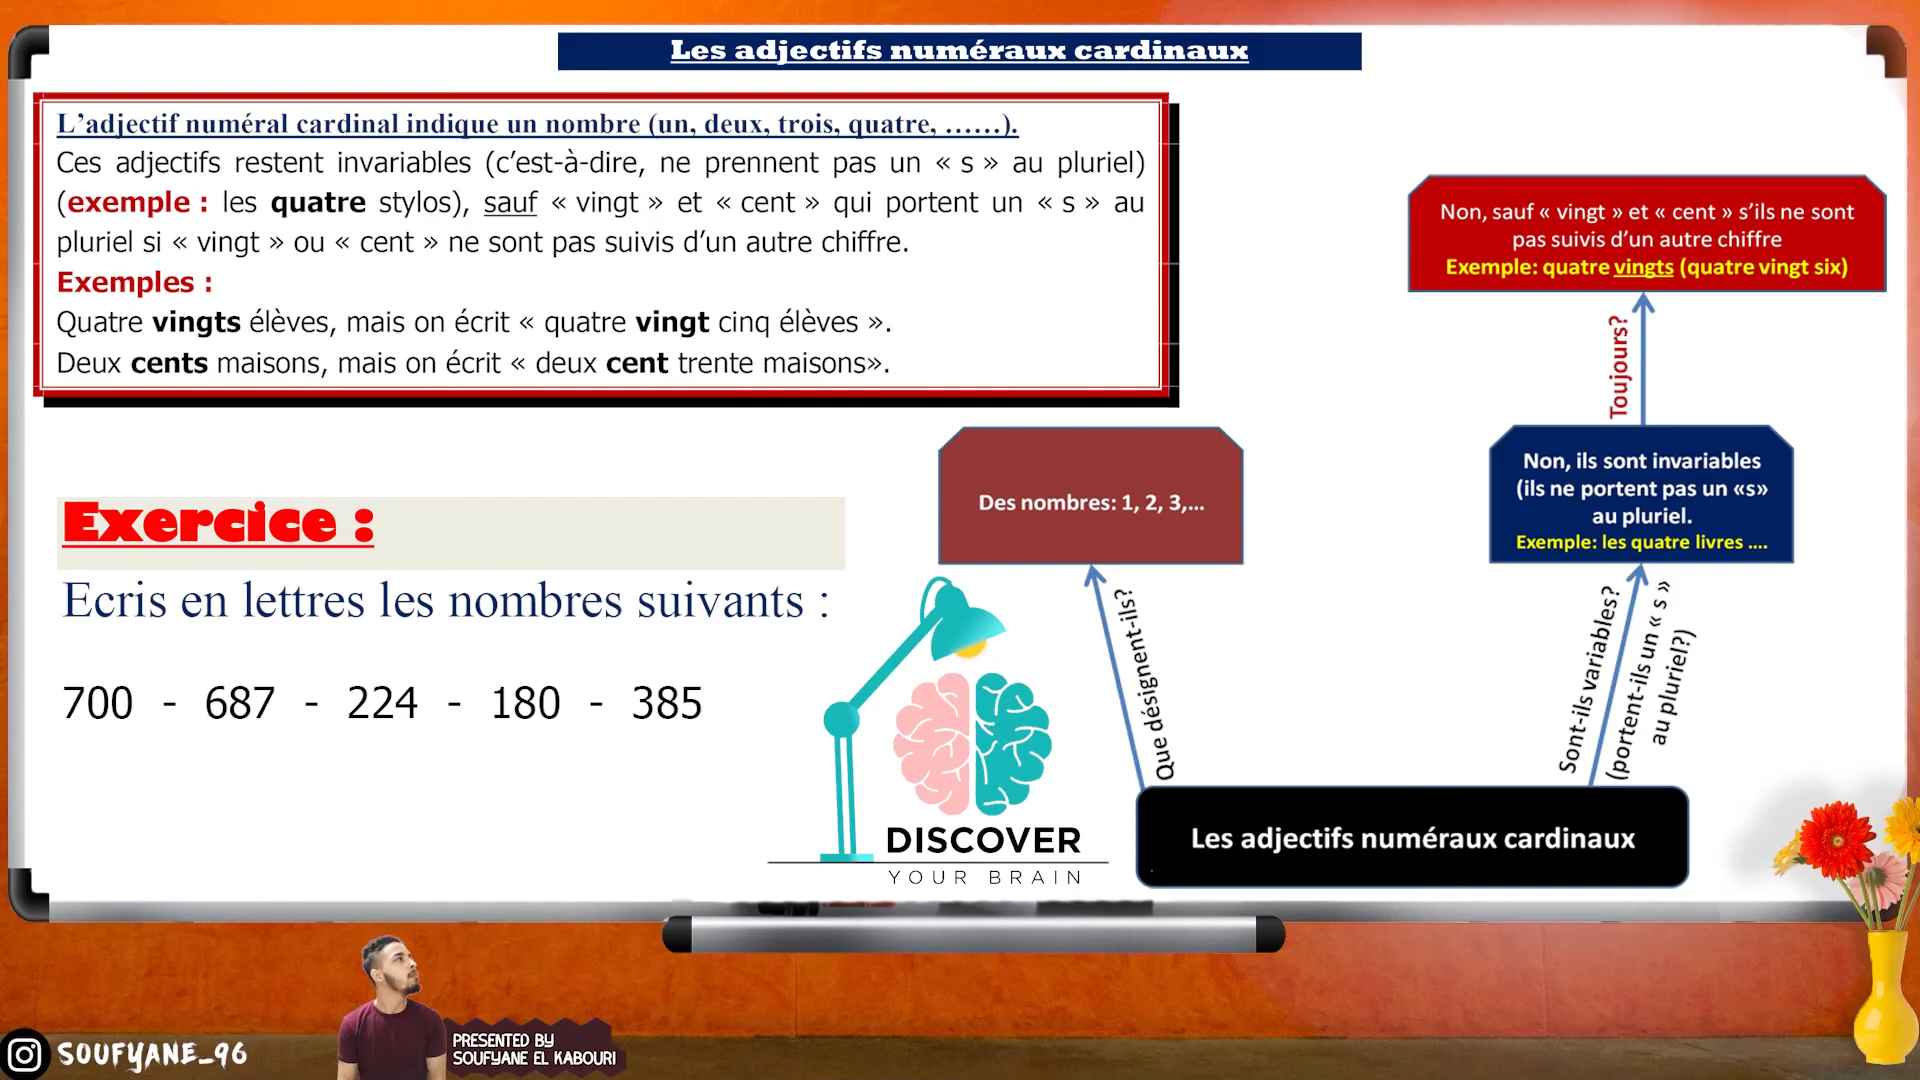 Les adjectifs numéraux cardinaux
L’adjectif numéral cardinal indique un nombre (un, deux, trois, quatre, ……).
Ces adjectifs restent invariables (c’est-à-dire, ne prennent pas un « s » au pluriel)
(exemple : les quatre stylos), sauf « vingt » et « cent » qui portent un « s » au
pluriel si « vingt » ou « cent » ne sont pas suivis d’un autre chiffre.
Exemples :
Quatre vingts élèves, mais on écrit « quatre vingt cinq élèves ».
Deux cents maisons, mais on écrit « deux cent trente maisons».
Exercice :
Ecris en lettres les nombres suivants :
700 - 687 - 224 - 180 - 385
DISCOVER
YOUR BRAIN
Non, sauf « vingt » et « cent » s’ils ne sont
pas suivis d’un autre chiffre
Exemple: quatre vingts (quatre vingt six)
Toujours?
Des nombres: 1, 2, 3,...
Non, ils sont invariables
(ils ne portent pas un «s»
au pluriel.
Exemple: les quatre livres ....
Que désignent-ils?
Sont-ils variables?
(portent-ils un « s »
au pluriel?)
Les adjectifs numéraux cardinaux
SOUFYANE_96
PRESENTED BY
SOUFYANE EL KABOURI